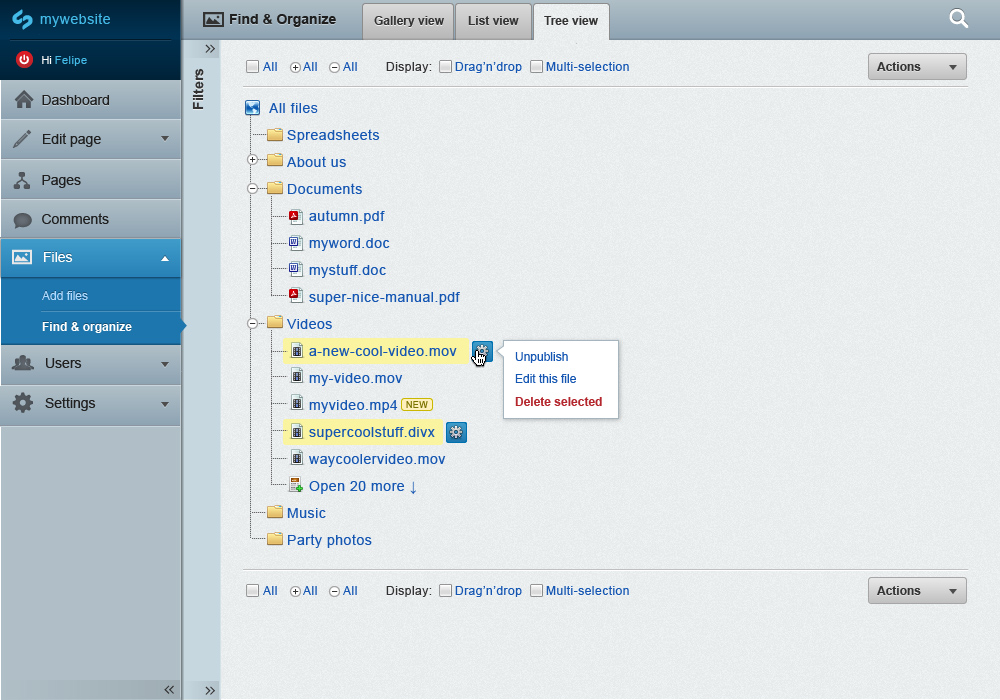 mywebsite
Hi Felipe
Dashboard
Edit page
Pages
Comments
Files
Add files
Find & organize
Users
Settings
Find & Organize
Gallery view
List view
Tree view
Filters
All All All Display: Drag'n'drop Multi-selection Actions
All files
Spreadsheets
About us
Documents
autumn.pdf
myword.doc
mystuff.doc
super-nice-manual.pdf
Videos
a-new-cool-video.mov
Unpublish
Edit this file
Delete selected
my-video.mov
myvideo.mp4 NEW
supercoolstuff.divx
waycoolervideo.mov
Open 20 more ↓
Music
Party photos
All All All Display: Drag'n'drop Multi-selection Actions